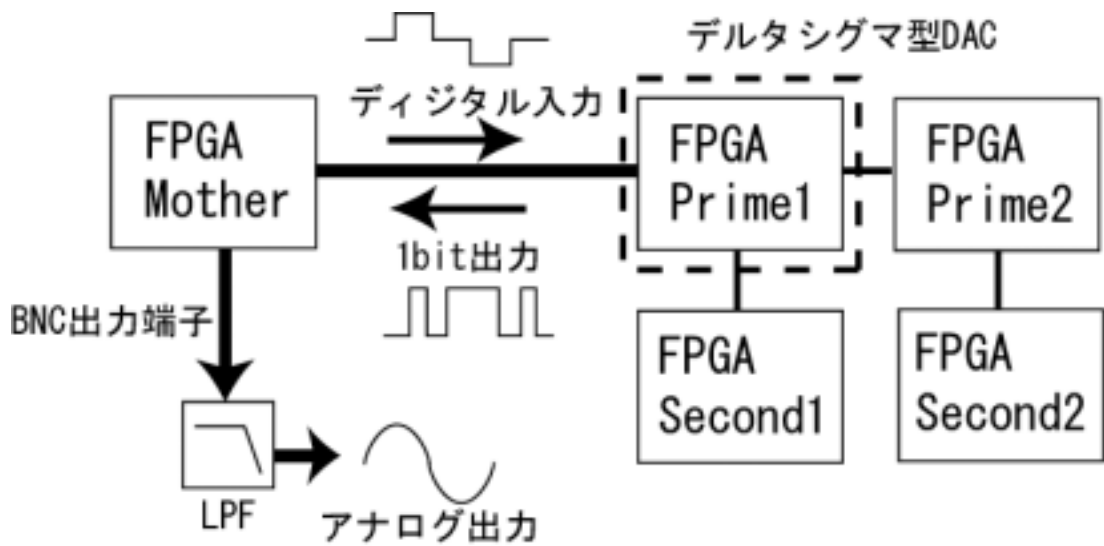 デルタシグマ型DAC
ディジタル入力
FPGA
Mother
FPGA
Prime1
FPGA
Prime2
1bit出力
BNC出力端子
FPGA
Second1
FPGA
Second2
LPF
アナログ出力